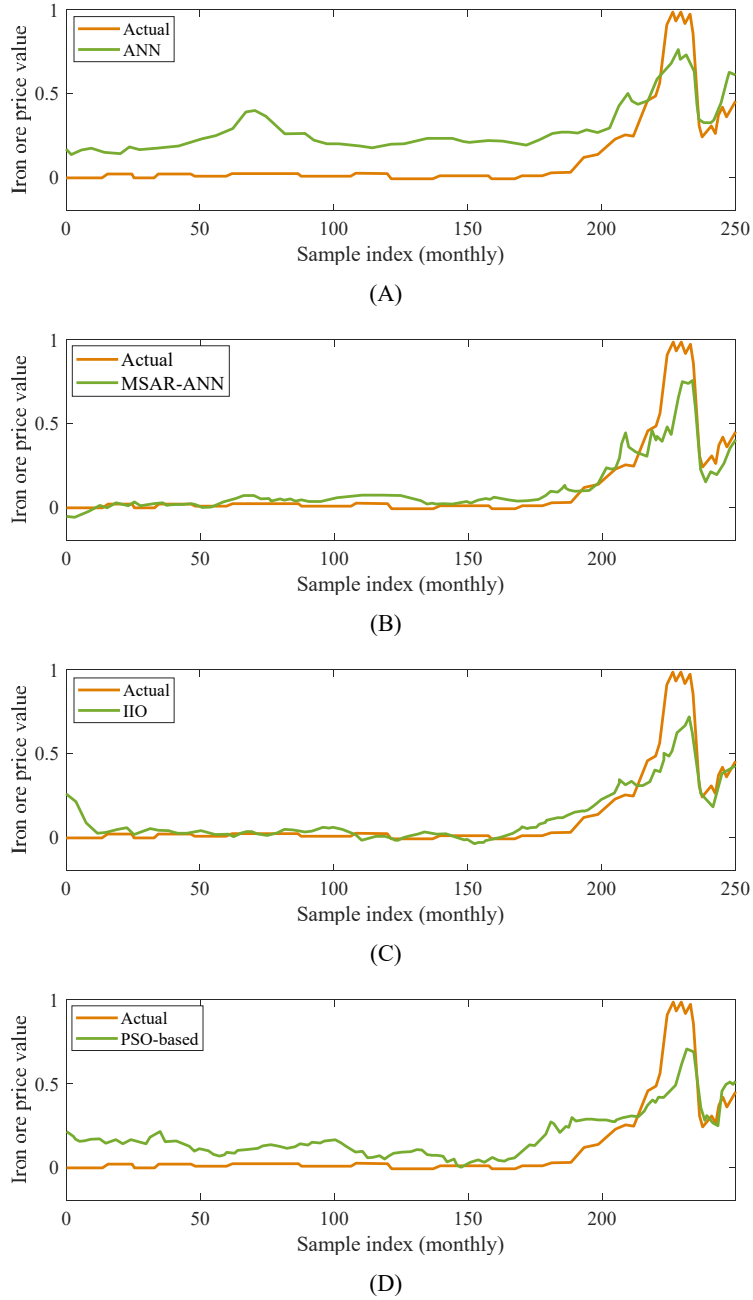 1
Actual
ANN
0.5
0
Iron ore price value
0 50 100 150 200 250
Sample index (monthly)
(A)
1
Actual
MSAR-ANN
0.5
0
Iron ore price value
0 50 100 150 200 250
Sample index (monthly)
(B)
1
Actual
IIO
0.5
0
Iron ore price value
0 50 100 150 200 250
Sample index (monthly)
(C)
1
Actual
PSO-based
0.5
0
Iron ore price value
0 50 100 150 200 250
Sample index (monthly)
(D)